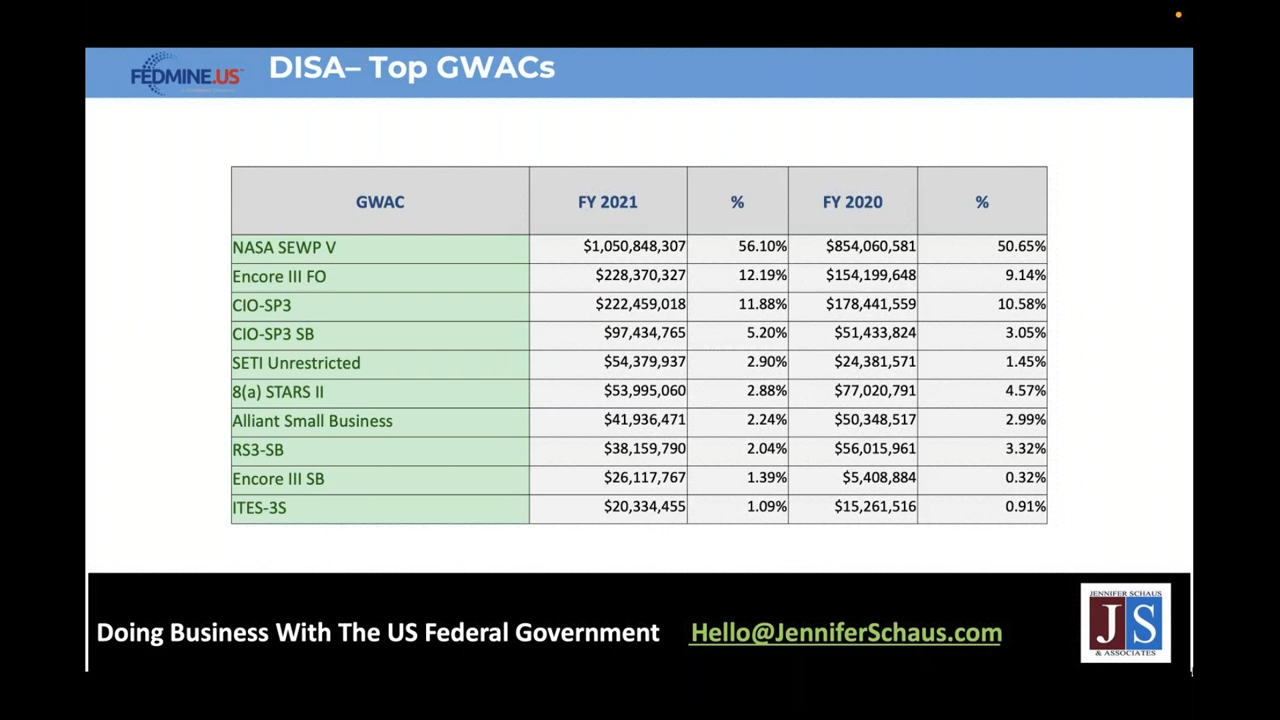 FEDMINE.US
DISA– Top GWACs
GWAC FY 2021 % FY 2020 %
NASA SEWP V $1,050,848,307 56.10% $854,060,581 50.65%
Encore III FO $228,370,327 12.19% $154,199,648 9.14%
CIO-SP3 $222,459,018 11.88% $178,441,559 10.58%
CIO-SP3 SB $97,434,765 5.20% $51,433,824 3.05%
SETI Unrestricted $54,379,937 2.90% $24,381,571 1.45%
8(a) STARS II $53,995,060 2.88% $77,020,791 4.57%
Alliant Small Business $41,936,471 2.24% $50,348,517 2.99%
RS3-SB $38,159,790 2.04% $56,015,961 3.32%
Encore III SB $26,117,767 1.39% $5,408,884 0.32%
ITES-3S $20,334,455 1.09% $15,261,516 0.91%
Doing Business With The US Federal Government Hello@JenniferSchaus.com
JENNIFER SCHAUS
JS
& ASSOCIATES